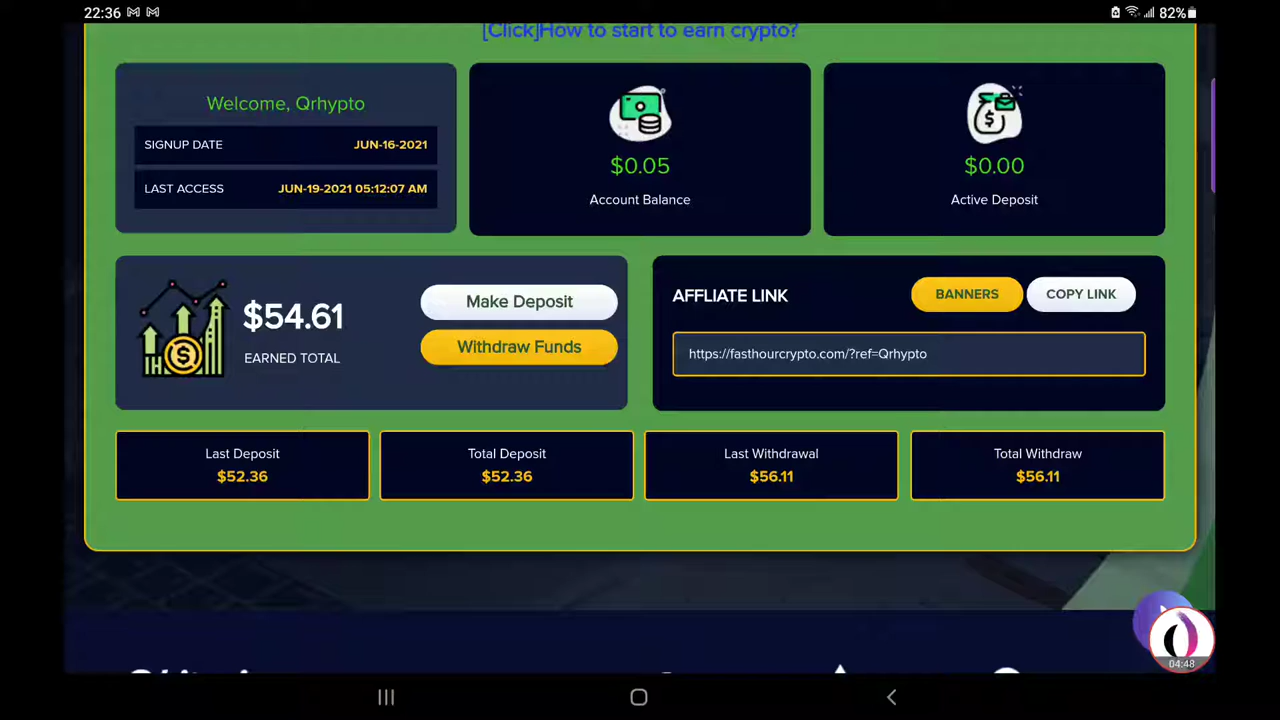 22:36
82%
[Click]How to start to earn crypto?
Welcome, Qrhypto
SIGNUP DATE JUN-16-2021
LAST ACCESS JUN-19-2021 05:12:07 AM
$0.05
Account Balance
$0.00
Active Deposit
$54.61
EARNED TOTAL
Make Deposit
Withdraw Funds
AFFLIATE LINK
BANNERS
COPY LINK
https://fasthourcrypto.com/?ref=Qrhypto
Last Deposit
$52.36
Total Deposit
$52.36
Last Withdrawal
$56.11
Total Withdraw
$56.11
04:48